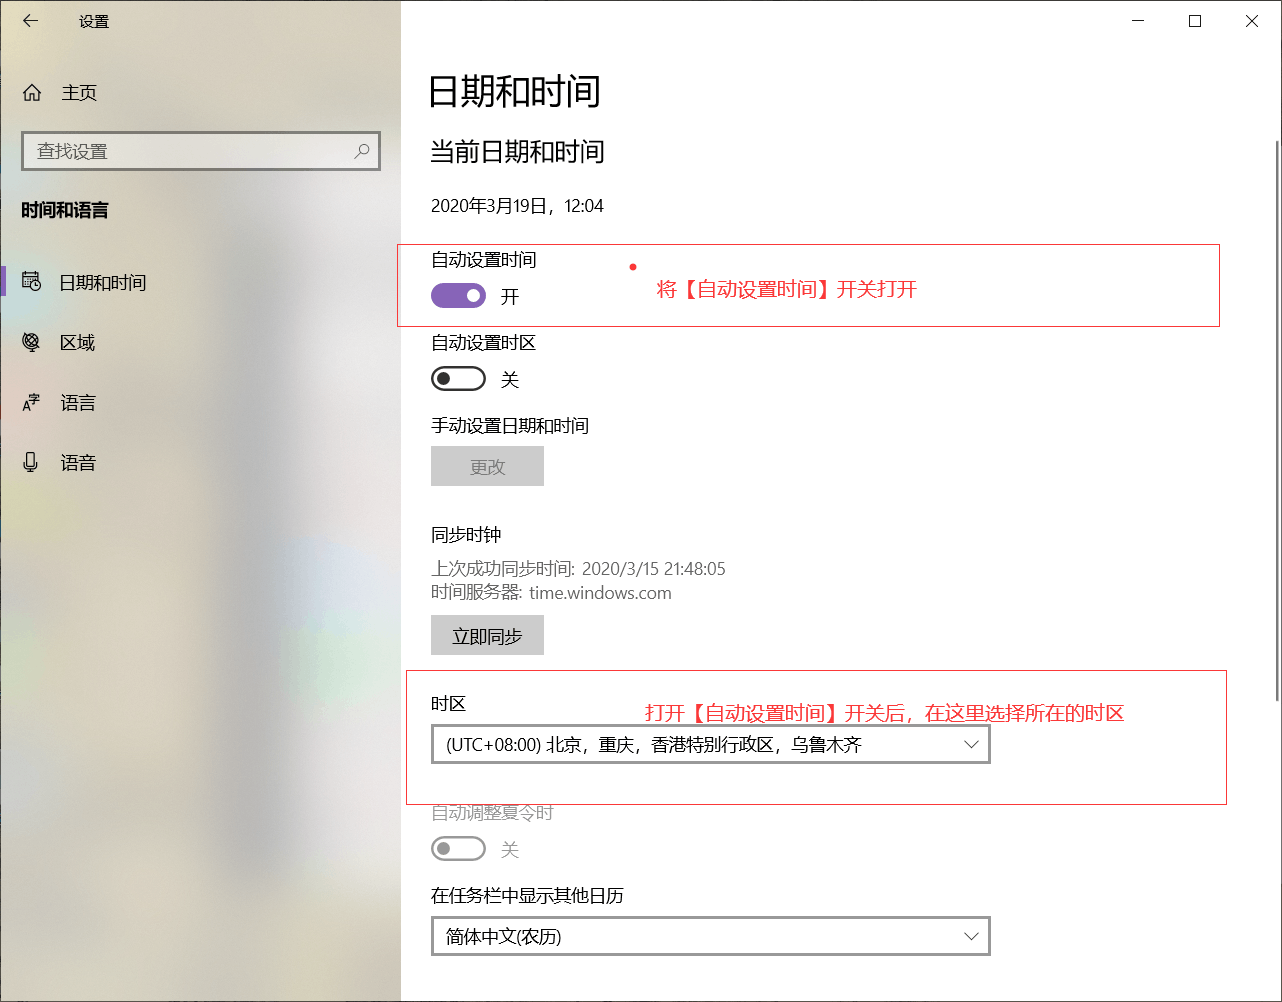 设置
主页
查找设置
时间和语言
日期和时间
区域
A字
语言
语音
日期和时间
当前日期和时间
2020年3月19日，12:04
自动设置时间
开
将【自动设置时间】开关打开
自动设置时区
关
手动设置日期和时间
更改
同步时钟
上次成功同步时间: 2020/3/15 21:48:05
时间服务器: time.windows.com
立即同步
时区
打开【自动设置时间】开关后，在这里选择所在的时区
(UTC+08:00) 北京，重庆，香港特别行政区，乌鲁木齐
自动调整夏令时
关
在任务栏中显示其他日历
简体中文(农历)